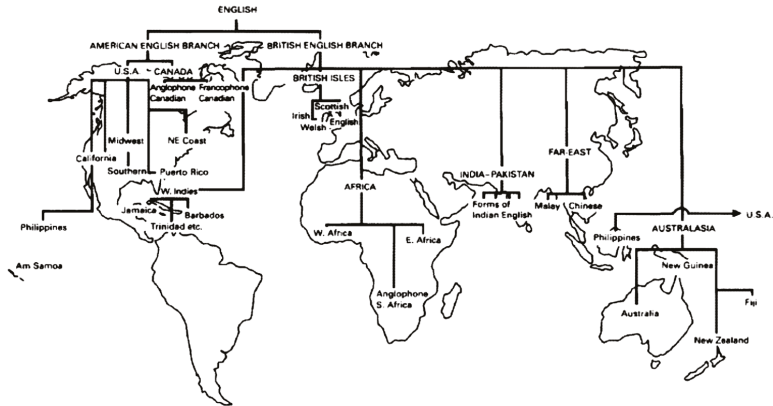 ENGLISH
AMERICAN ENGLISH BRANCH
BRITISH ENGLISH BRANCH
U.S.A.
CANADA
Anglophone
Canadian
Francophone
Canadian
BRITISH ISLES
Scottish
Irish
Welsh
English
Midwest
NE Coast
California
Southern
Puerto Rico
W. Indies
Jamaica
Barbados
Trinidad etc.
Philippines
Am Samoa
AFRICA
W. Africa
E. Africa
Anglophone
S. Africa
INDIA-PAKISTAN
Forms of
Indian English
FAR-EAST
Malay
Chinese
Philippines
U.S.A.
AUSTRALASIA
New Guinea
Australia
Fiji
New Zealand